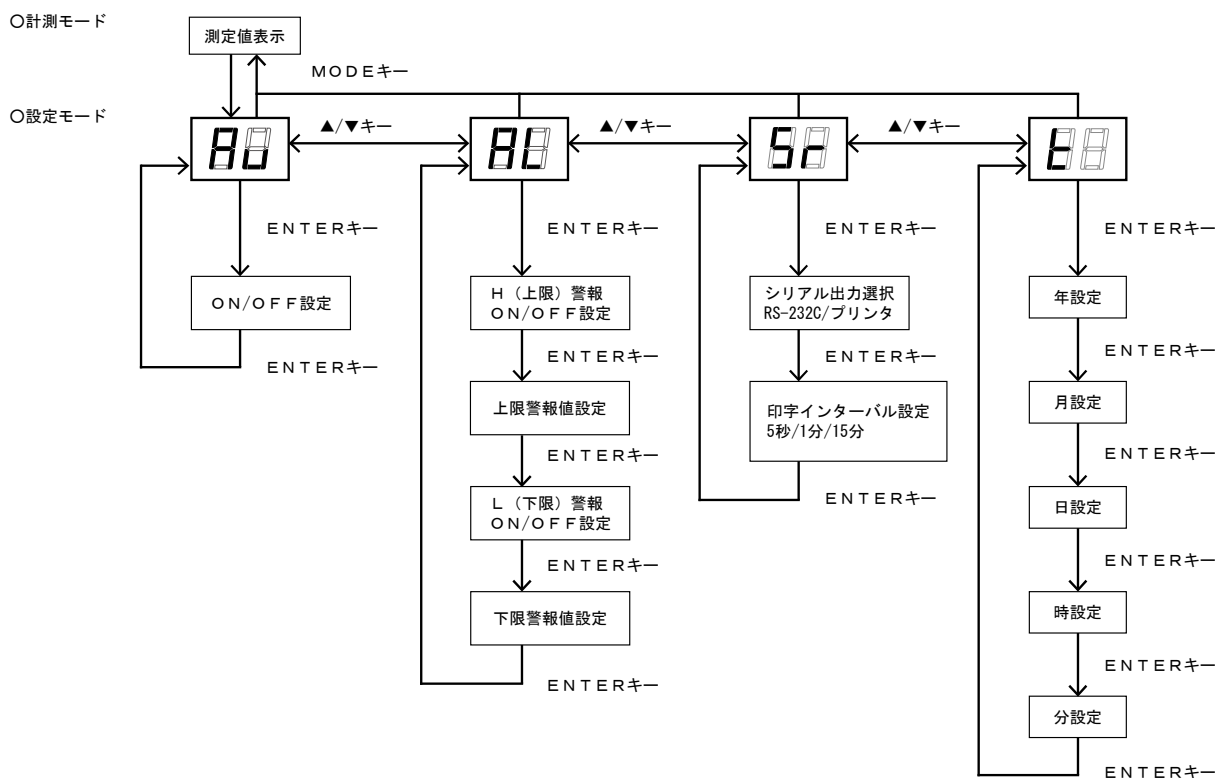 〇計測モード
測定値表示
ＭＯＤＥキー
〇設定モード
Au
▲/▼キー
AL
▲/▼キー
Sr
▲/▼キー
t
ＥＮＴＥＲキー
ＥＮＴＥＲキー
ＥＮＴＥＲキー
ＥＮＴＥＲキー
ＯＮ/ＯＦＦ設定
ＥＮＴＥＲキー
Ｈ（上限）警報
ＯＮ/ＯＦＦ設定
ＥＮＴＥＲキー
上限警報値設定
ＥＮＴＥＲキー
Ｌ（下限）警報
ＯＮ/ＯＦＦ設定
ＥＮＴＥＲキー
下限警報値設定
ＥＮＴＥＲキー
シリアル出力選択
RS-232C/プリンタ
ＥＮＴＥＲキー
印字インターバル設定
5秒/1分/15分
ＥＮＴＥＲキー
年設定
ＥＮＴＥＲキー
月設定
ＥＮＴＥＲキー
日設定
ＥＮＴＥＲキー
時設定
ＥＮＴＥＲキー
分設定
ＥＮＴＥＲキー